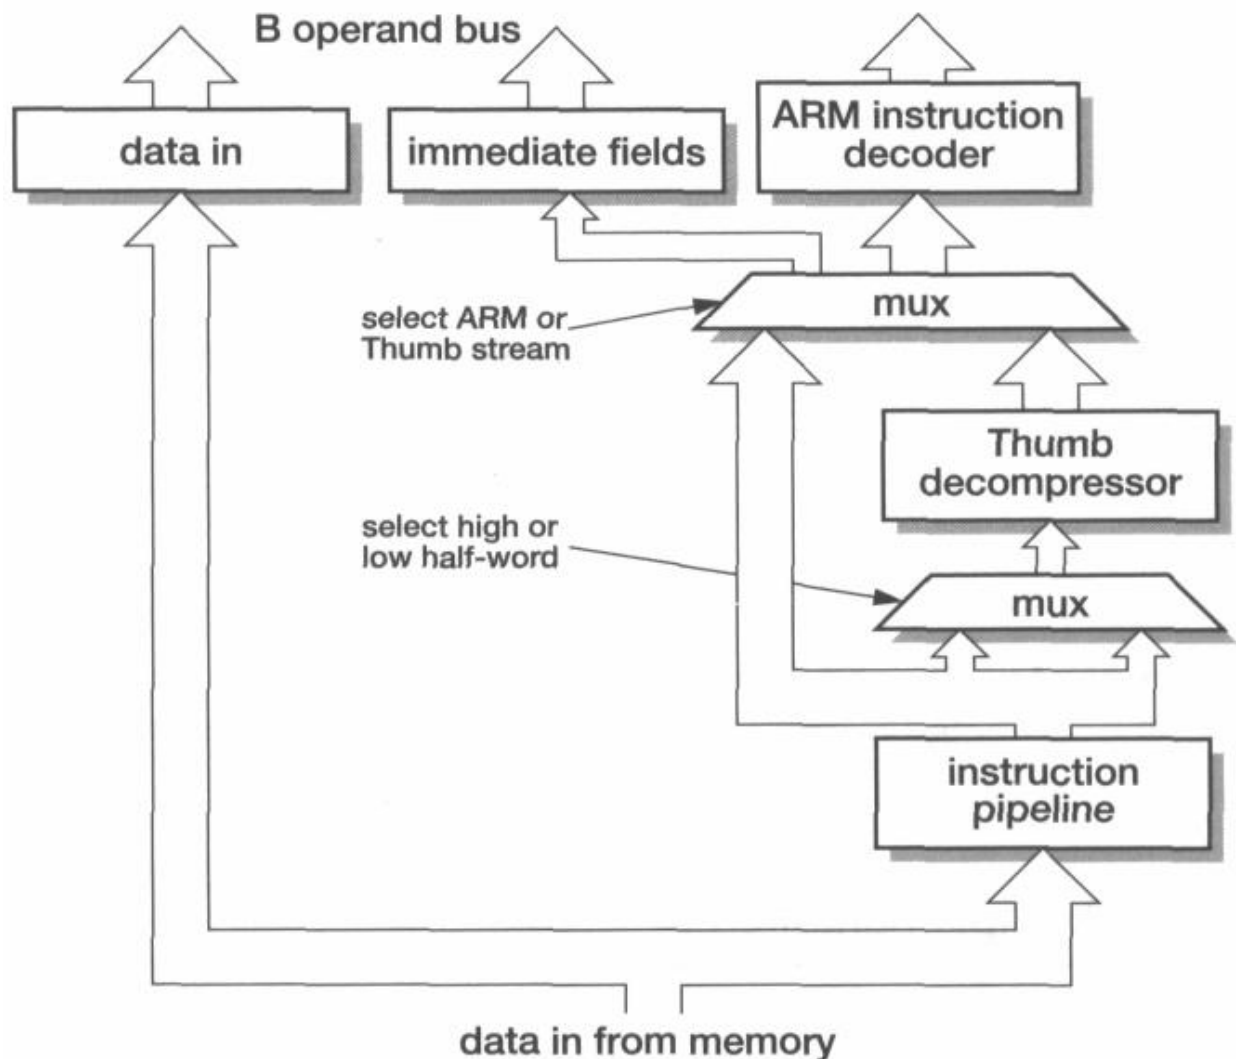 B operand bus
data in
immediate fields
ARM instruction
decoder
mux
select ARM or
Thumb stream
Thumb
decompressor
select high or
low half-word
mux
instruction
pipeline
data in from memory